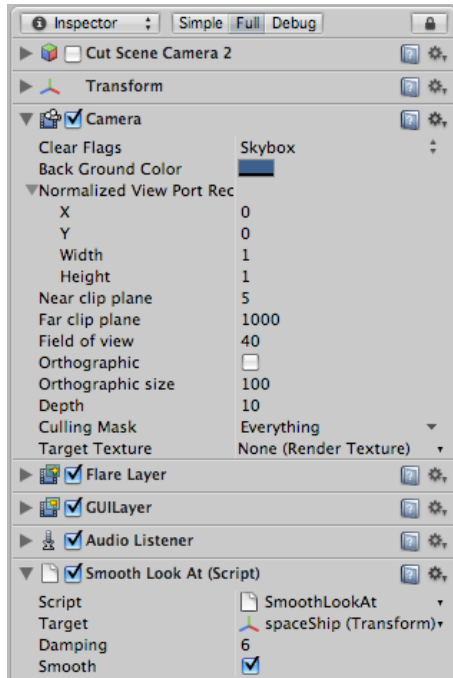 Inspector Simple Full Debug
Cut Scene Camera 2
Transform
Camera
Clear Flags Skybox
Back Ground Color
Normalized View Port Rec
X 0
Y 0
Width 1
Height 1
Near clip plane 5
Far clip plane 1000
Field of view 40
Orthographic
Orthographic size 100
Depth 10
Culling Mask Everything
Target Texture None (Render Texture)
Flare Layer
GUILayer
Audio Listener
Smooth Look At (Script)
Script SmoothLookAt
Target spaceShip (Transform)
Damping 6
Smooth